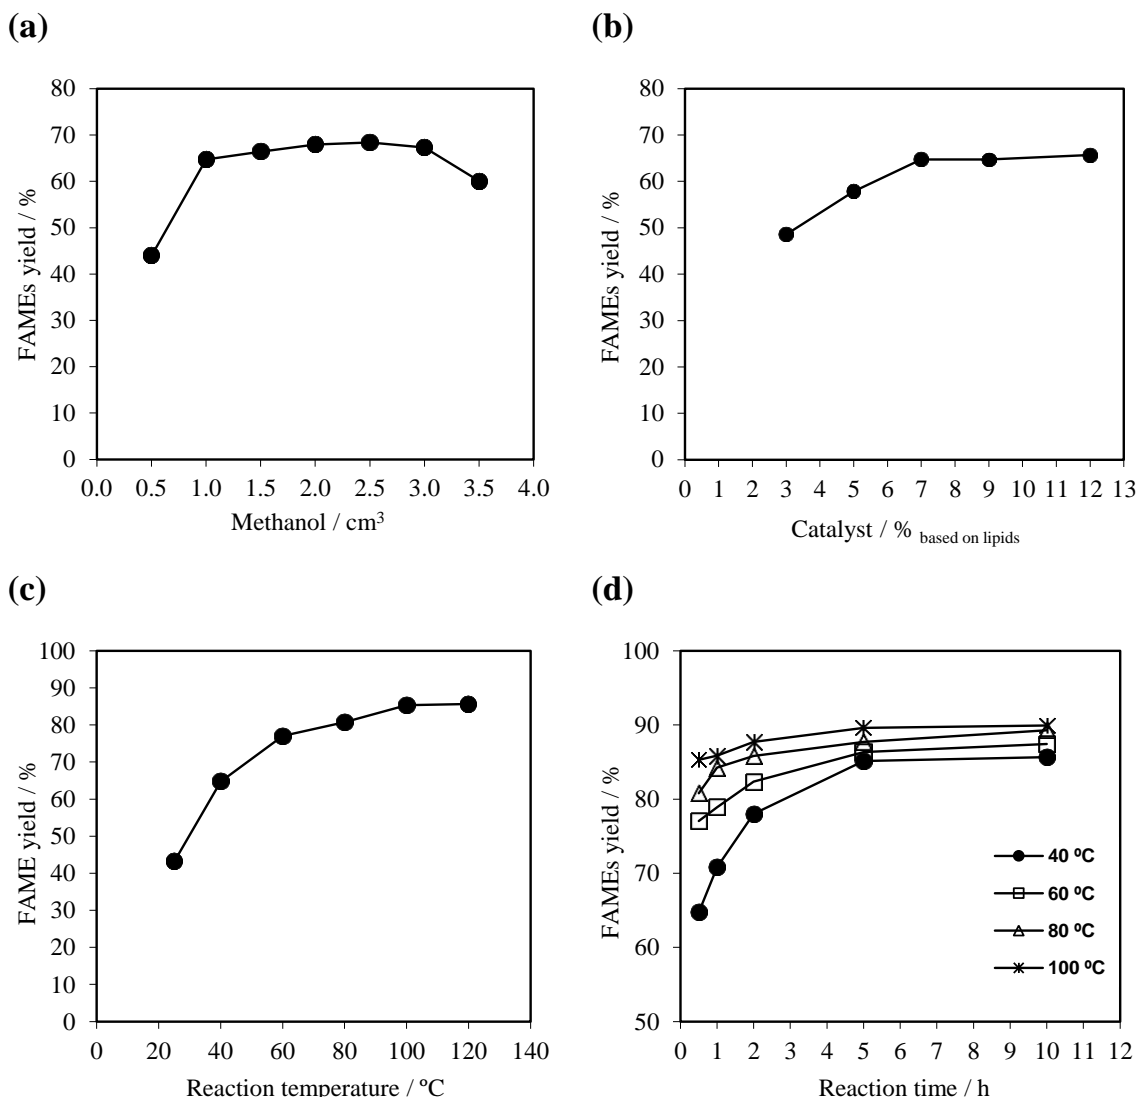 (a)
80
70
60
50
40
30
20
10
0
FAMEs yield / %
0.0 0.5 1.0 1.5 2.0 2.5 3.0 3.5 4.0
Methanol / cm³
(b)
80
70
60
50
40
30
20
10
0
FAMEs yield / %
0 1 2 3 4 5 6 7 8 9 10 11 12 13
Catalyst / % based on lipids
(c)
100
90
80
70
60
50
40
30
20
10
0
FAME yield / %
0 20 40 60 80 100 120 140
Reaction temperature / ºC
(d)
100
90
80
70
60
50
FAMEs yield / %
40 ºC
60 ºC
80 ºC
100 ºC
0 1 2 3 4 5 6 7 8 9 10 11 12
Reaction time / h